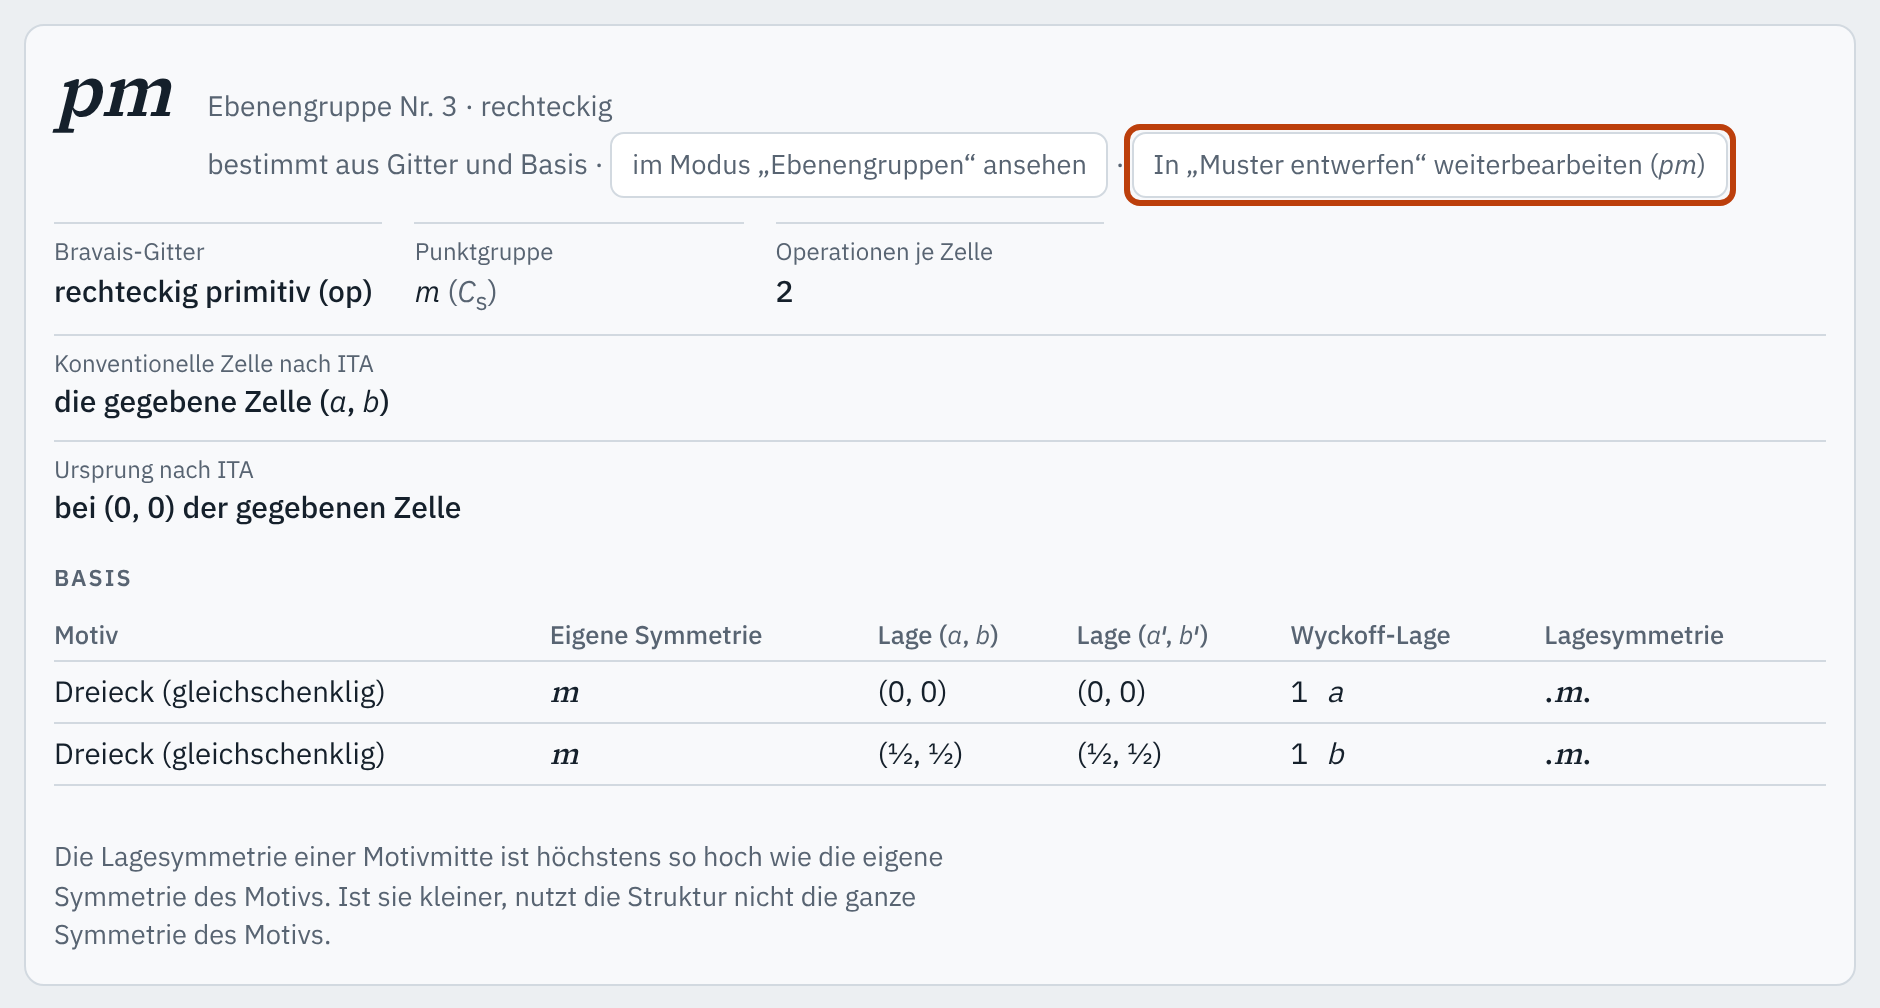 pm Ebenengruppe Nr. 3 · rechteckig
bestimmt aus Gitter und Basis · im Modus „Ebenengruppen“ ansehen · In „Muster entwerfen“ weiterbearbeiten (pm)
Bravais-Gitter Punktgruppe Operationen je Zelle
rechteckig primitiv (op) m (Cs) 2
Konventionelle Zelle nach ITA
die gegebene Zelle (a, b)
Ursprung nach ITA
bei (0, 0) der gegebenen Zelle
BASIS
Motiv Eigene Symmetrie Lage (a, b) Lage (a′, b′) Wyckoff-Lage Lagesymmetrie
Dreieck (gleichschenklig) m (0, 0) (0, 0) 1 a .m.
Dreieck (gleichschenklig) m (½, ½) (½, ½) 1 b .m.
Die Lagesymmetrie einer Motivmitte ist höchstens so hoch wie die eigene
Symmetrie des Motivs. Ist sie kleiner, nutzt die Struktur nicht die ganze
Symmetrie des Motivs.